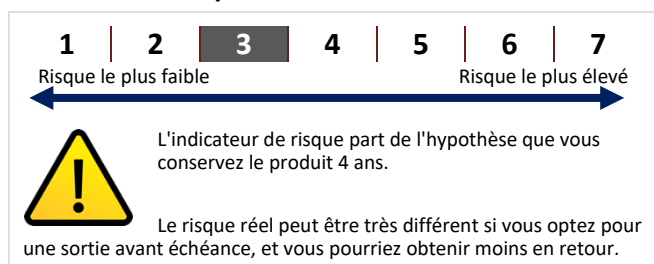 1 2 3 4 5 6 7
Risque le plus faible Risque le plus élevé
L'indicateur de risque part de l'hypothèse que vous
conservez le produit 4 ans.
Le risque réel peut être très différent si vous optez pour
une sortie avant échéance, et vous pourriez obtenir moins en retour.